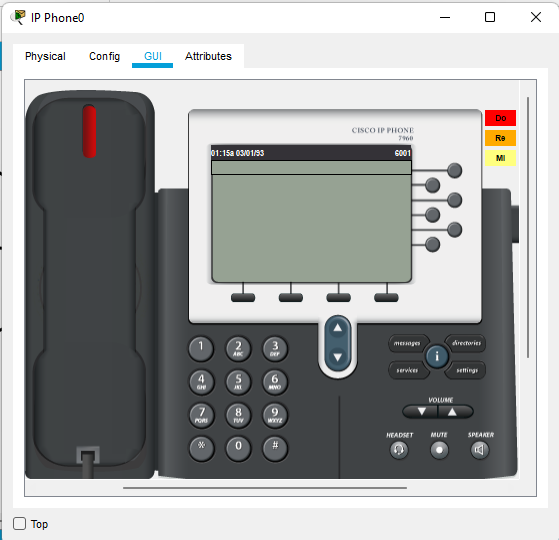 IP Phone0
Physical Config GUI Attributes
CISCO IP PHONE
7960
Do
Re
Mi
01:15a 03/01/93 6001
1 2 ABC 3 DEF
4 GHI 5 JKL 6 MNO
7 PQRS 8 TUV 9 WXYZ
* 0 #
messages directories
i
services settings
VOLUME
HEADSET MUTE SPEAKER
Top